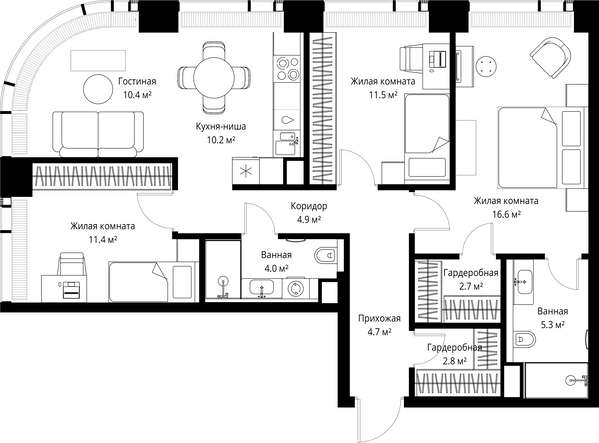 Гостиная
10.4 м²
Кухня-ниша
10.2 м²
Жилая комната
11.5 м²
Жилая комната
16.6 м²
Коридор
4.9 м²
Жилая комната
11.4 м²
Ванная
4.0 м²
Гардеробная
2.7 м²
Ванная
5.3 м²
Прихожая
4.7 м²
Гардеробная
2.8 м²